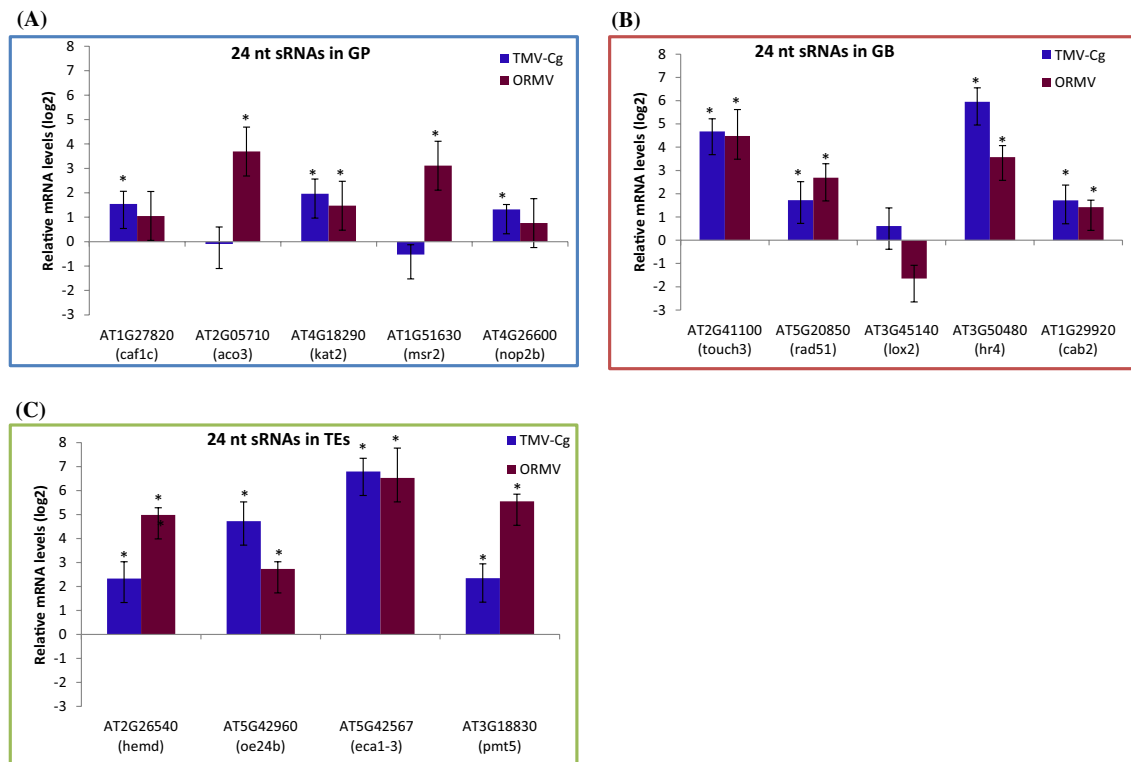 (A)
24 nt sRNAs in GP
TMV-Cg
ORMV
Relative mRNA levels (log2)
8
7
6
5
4
3
2
1
0
-1
-2
-3
* * * * * *
AT1G27820 AT2G05710 AT4G18290 AT1G51630 AT4G26600
(caf1c) (aco3) (kat2) (msr2) (nop2b)
(B)
24 nt sRNAs in GB
TMV-Cg
ORMV
Relative mRNA levels (log2)
8
7
6
5
4
3
2
1
0
-1
-2
-3
* * * * * * * *
AT2G41100 AT5G20850 AT3G45140 AT3G50480 AT1G29920
(touch3) (rad51) (lox2) (hr4) (cab2)
(C)
24 nt sRNAs in TEs
TMV-Cg
ORMV
Relative mRNA levels (log2)
8
7
6
5
4
3
2
1
0
-1
-2
-3
* * * * * * * * *
AT2G26540 AT5G42960 AT5G42567 AT3G18830
(hemd) (oe24b) (eca1-3) (pmt5)